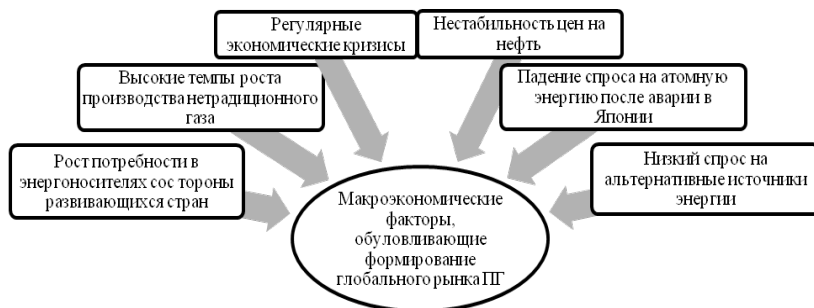 Регулярные
экономические кризисы
Нестабильность цен на
нефть
Высокие темпы роста
производства нетрадиционного
газа
Падение спроса на атомную
энергию после аварии в
Японии
Рост потребности в
энергоносителях сос тороны
развивающихся стран
Низкий спрос на
альтернативные источники
энергии
Макроэкономические
факторы,
обуловливающие
формирование
глобального рынка ПГ